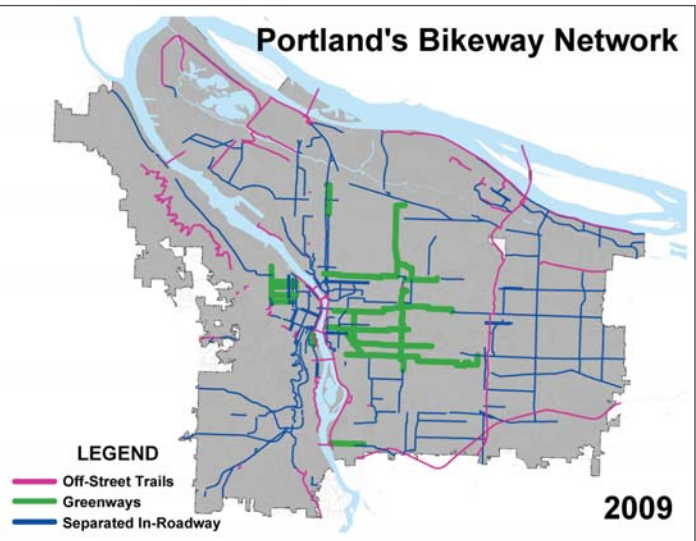 Portland's Bikeway Network
LEGEND
Off-Street Trails
Greenways
Separated In-Roadway
2009